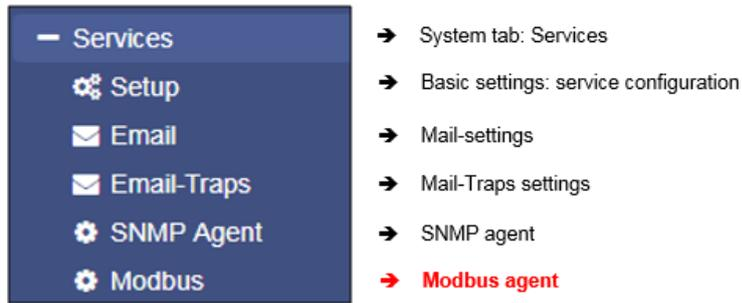 Services ➔ System tab: Services
Setup ➔ Basic settings: service configuration
Email ➔ Mail-settings
Email-Traps ➔ Mail-Traps settings
SNMP Agent ➔ SNMP agent
Modbus ➔ Modbus agent